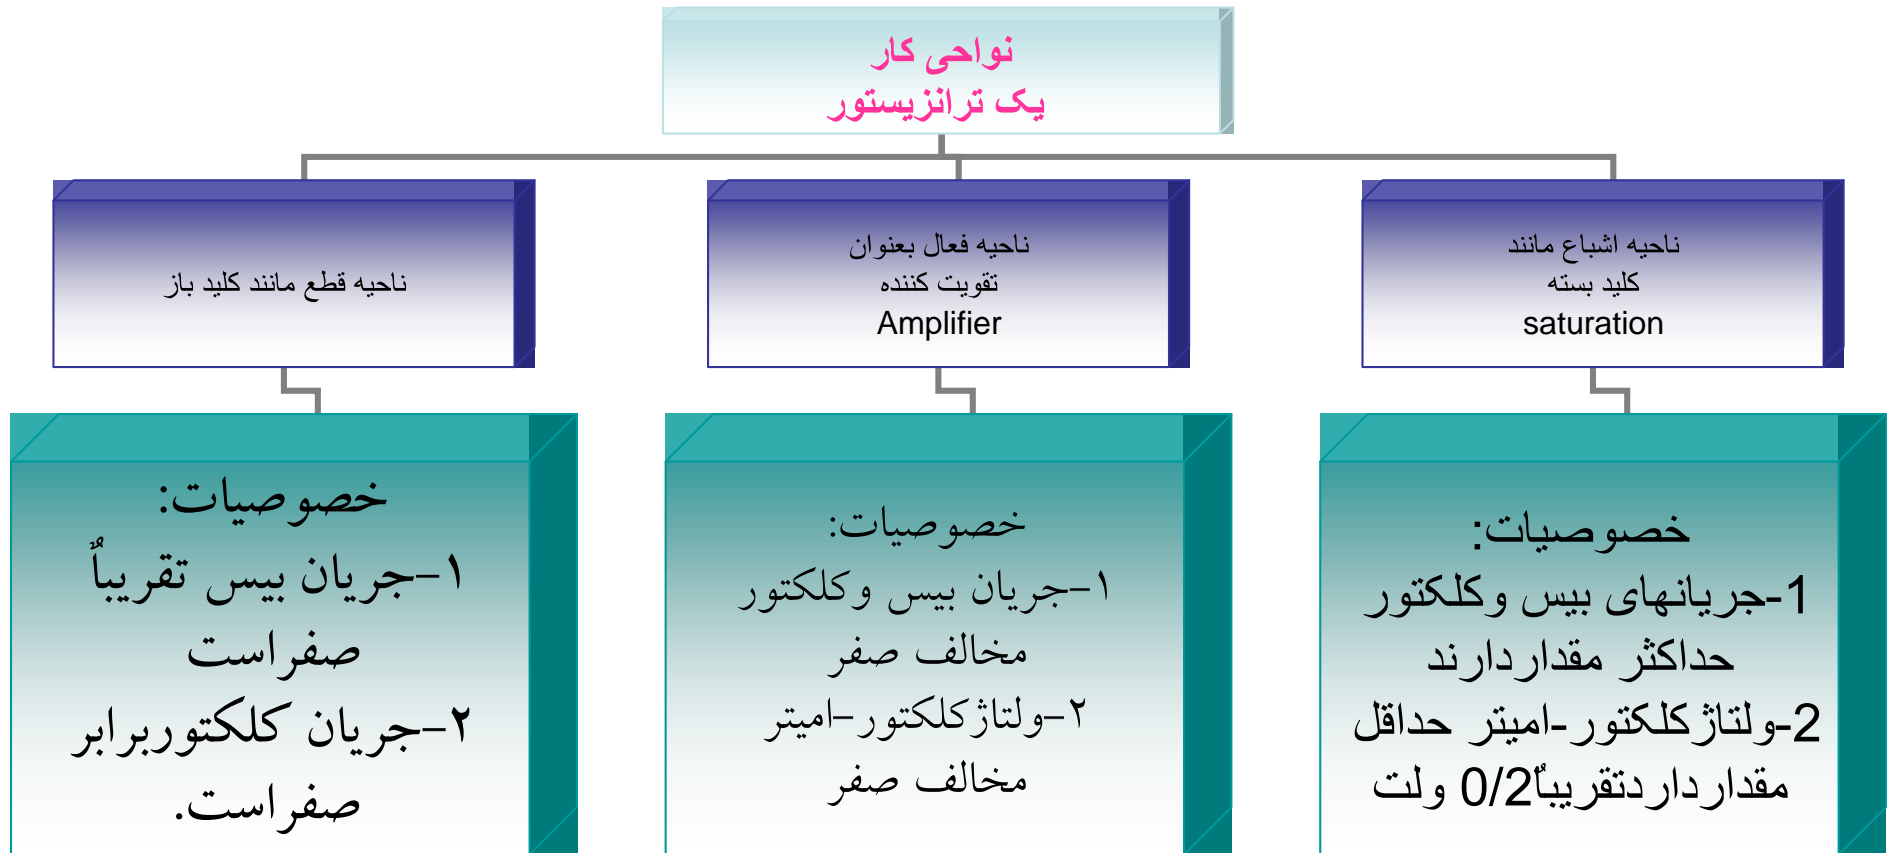 نواحی کار
یک ترانزیستور
ناحیه اشباع مانند
کلید بسته
saturation
ناحیه فعال بعنوان
تقویت کننده
Amplifier
ناحیه قطع مانند کلید باز
خصوصیات:
1-جریانهای بیس وکلکتور
حداکثر مقداردارند
2-ولتاژکلکتور-امیتر حداقل
مقدارداردتقریباٌ0/2 ولت
خصوصیات:
۱-جریان بیس وکلکتور
مخالف صفر
۲-ولتاژکلکتور-امیتر
مخالف صفر
خصوصیات:
۱-جریان بیس تقریباٌ
صفراست
۲-جریان کلکتوربرابر
صفراست.